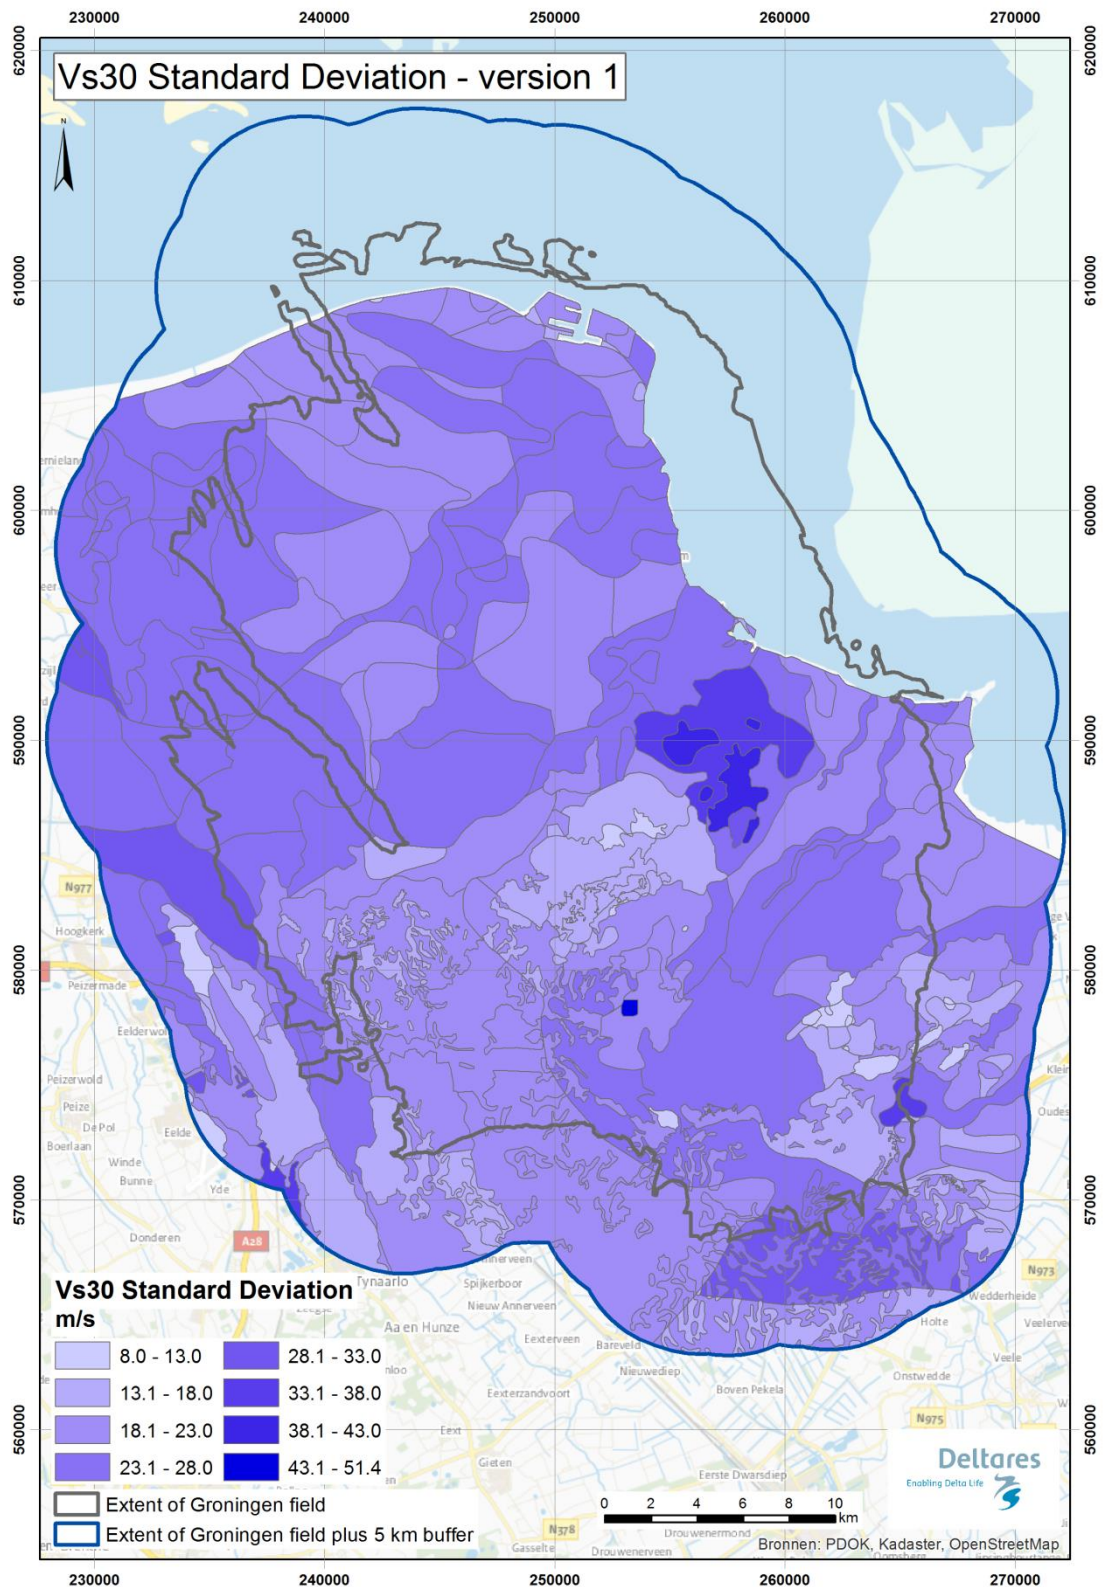 230000 240000 250000 260000 270000
620000 620000
Vs30 Standard Deviation - version 1
N
610000 610000
600000 600000
590000 590000
N977
Hoogkerk
580000 580000
Peizermade
Eelderwol
Peizerwold
Peize
De Pol
Eelde
Boerlaan
Winde
Bunne
Yde
570000 570000
Donderen
A28
Vs30 Standard Deviation
m/s
8.0 - 13.0 28.1 - 33.0
13.1 - 18.0 33.1 - 38.0
18.1 - 23.0 38.1 - 43.0
23.1 - 28.0 43.1 - 51.4
Extent of Groningen field
Extent of Groningen field plus 5 km buffer
Tynaarlo
Spijkerboor
Nieuw Annerveen
Aa en Hunze
Eexterveen
Bareveld
Nieuwediep
Eexterzandvoort
Boven Pekela
Eext
Gieten
Eerste Dwarsdiep
N378
Gasselte
Drouwenermond
Drouwenerveen
N973
Wedderheide
Holte
Veele
Onstwedde
N975
560000 560000
Deltares
Enabling Delta Life
0 2 4 6 8 10
km
Bronnen: PDOK, Kadaster, OpenStreetMap
230000 240000 250000 260000 270000